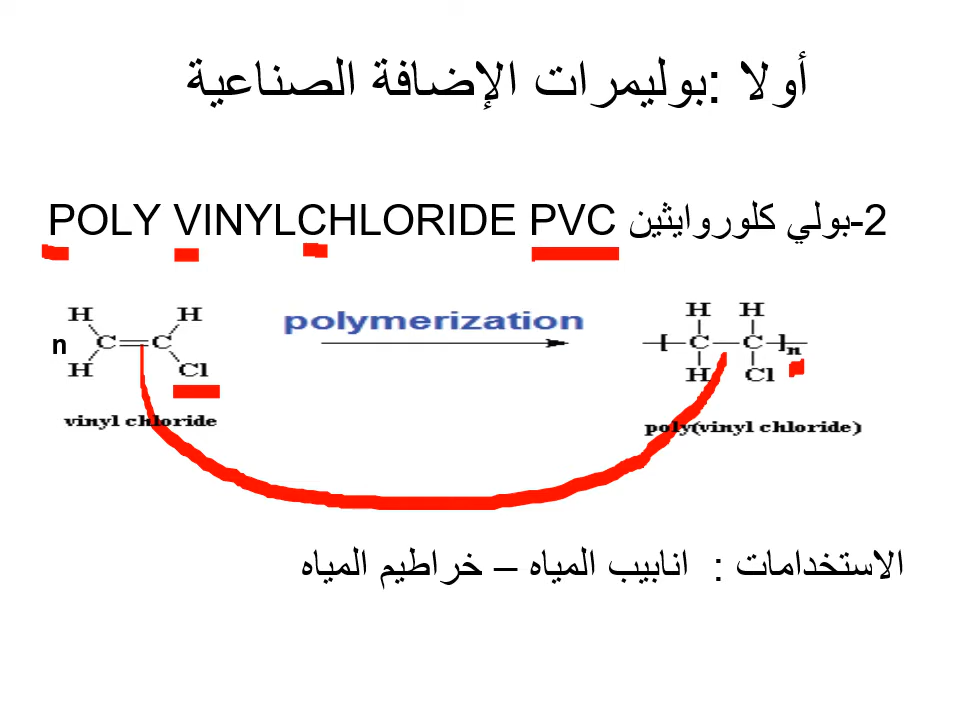 أولا :بوليمرات الإضافة الصناعية
2-بولي كلوروايثين POLY VINYLCHLORIDE PVC
n H H C C H Cl
polymerization
[ H H C C H Cl ]n
vinyl chloride
poly(vinyl chloride)
الاستخدامات : انابيب المياه – خراطيم المياه